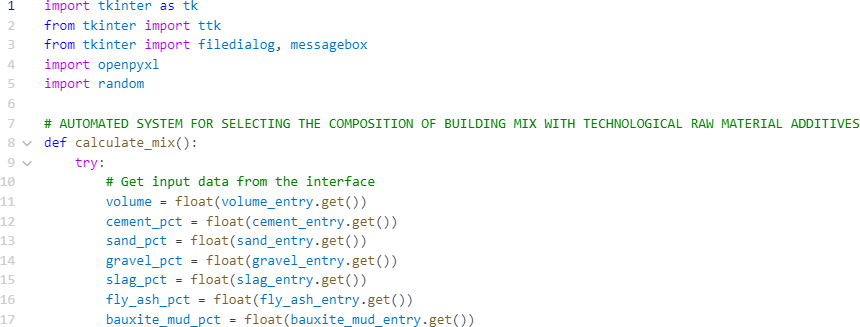 1 import tkinter as tk
2 from tkinter import ttk
3 from tkinter import filedialog, messagebox
4 import openpyxl
5 import random
6
7 # AUTOMATED SYSTEM FOR SELECTING THE COMPOSITION OF BUILDING MIX WITH TECHNOLOGICAL RAW MATERIAL ADDITIVES
8 def calculate_mix():
9     try:
10         # Get input data from the interface
11         volume = float(volume_entry.get())
12         cement_pct = float(cement_entry.get())
13         sand_pct = float(sand_entry.get())
14         gravel_pct = float(gravel_entry.get())
15         slag_pct = float(slag_entry.get())
16         fly_ash_pct = float(fly_ash_entry.get())
17         bauxite_mud_pct = float(bauxite_mud_entry.get())